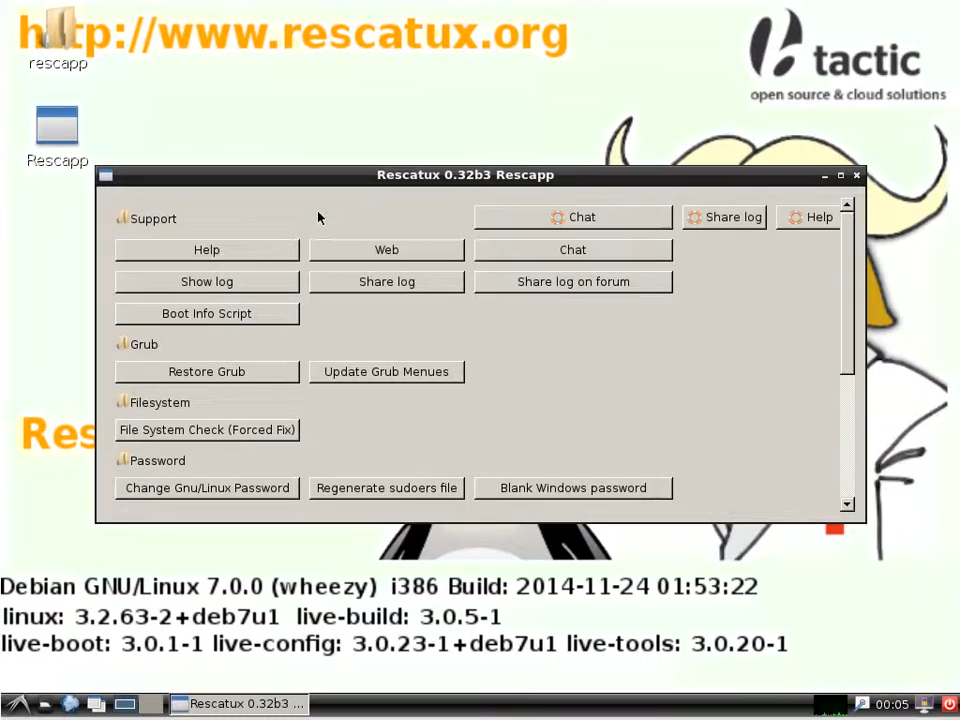 http://www.rescatux.org
tactic
open source & cloud solutions
rescapp
Rescapp
Rescatux 0.32b3 Rescapp
Support
Chat
Share log
Help
Help
Web
Chat
Show log
Share log
Share log on forum
Boot Info Script
Grub
Restore Grub
Update Grub Menues
Filesystem
File System Check (Forced Fix)
Password
Change Gnu/Linux Password
Regenerate sudoers file
Blank Windows password
Res
Debian GNU/Linux 7.0.0 (wheezy) i386 Build: 2014-11-24 01:53:22
linux: 3.2.63-2+deb7u1 live-build: 3.0.5-1
live-boot: 3.0.1-1 live-config: 3.0.23-1+deb7u1 live-tools: 3.0.20-1
Rescatux 0.32b3 ...
00:05